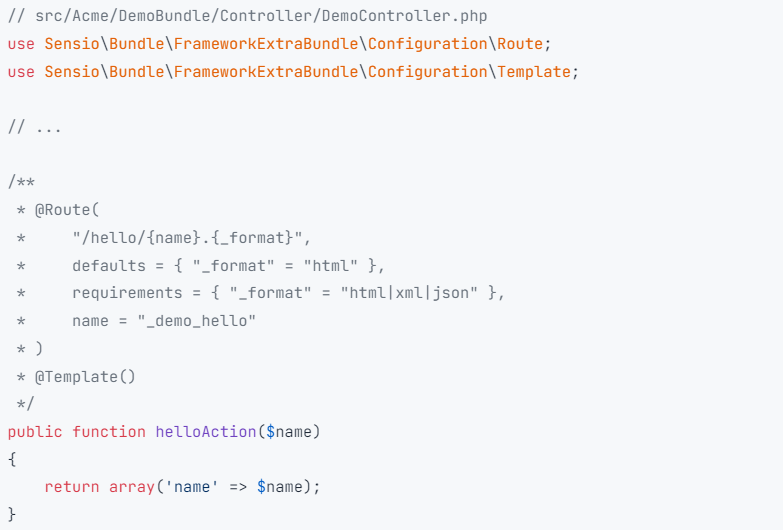 // src/Acme/DemoBundle/Controller/DemoController.php
use Sensio\Bundle\FrameworkExtraBundle\Configuration\Route;
use Sensio\Bundle\FrameworkExtraBundle\Configuration\Template;

// ...

/**
 * @Route(
 *     "/hello/{name}.{_format}",
 *     defaults = { "_format" = "html" },
 *     requirements = { "_format" = "html|xml|json" },
 *     name = "_demo_hello"
 * )
 * @Template()
 */
public function helloAction($name)
{
    return array('name' => $name);
}